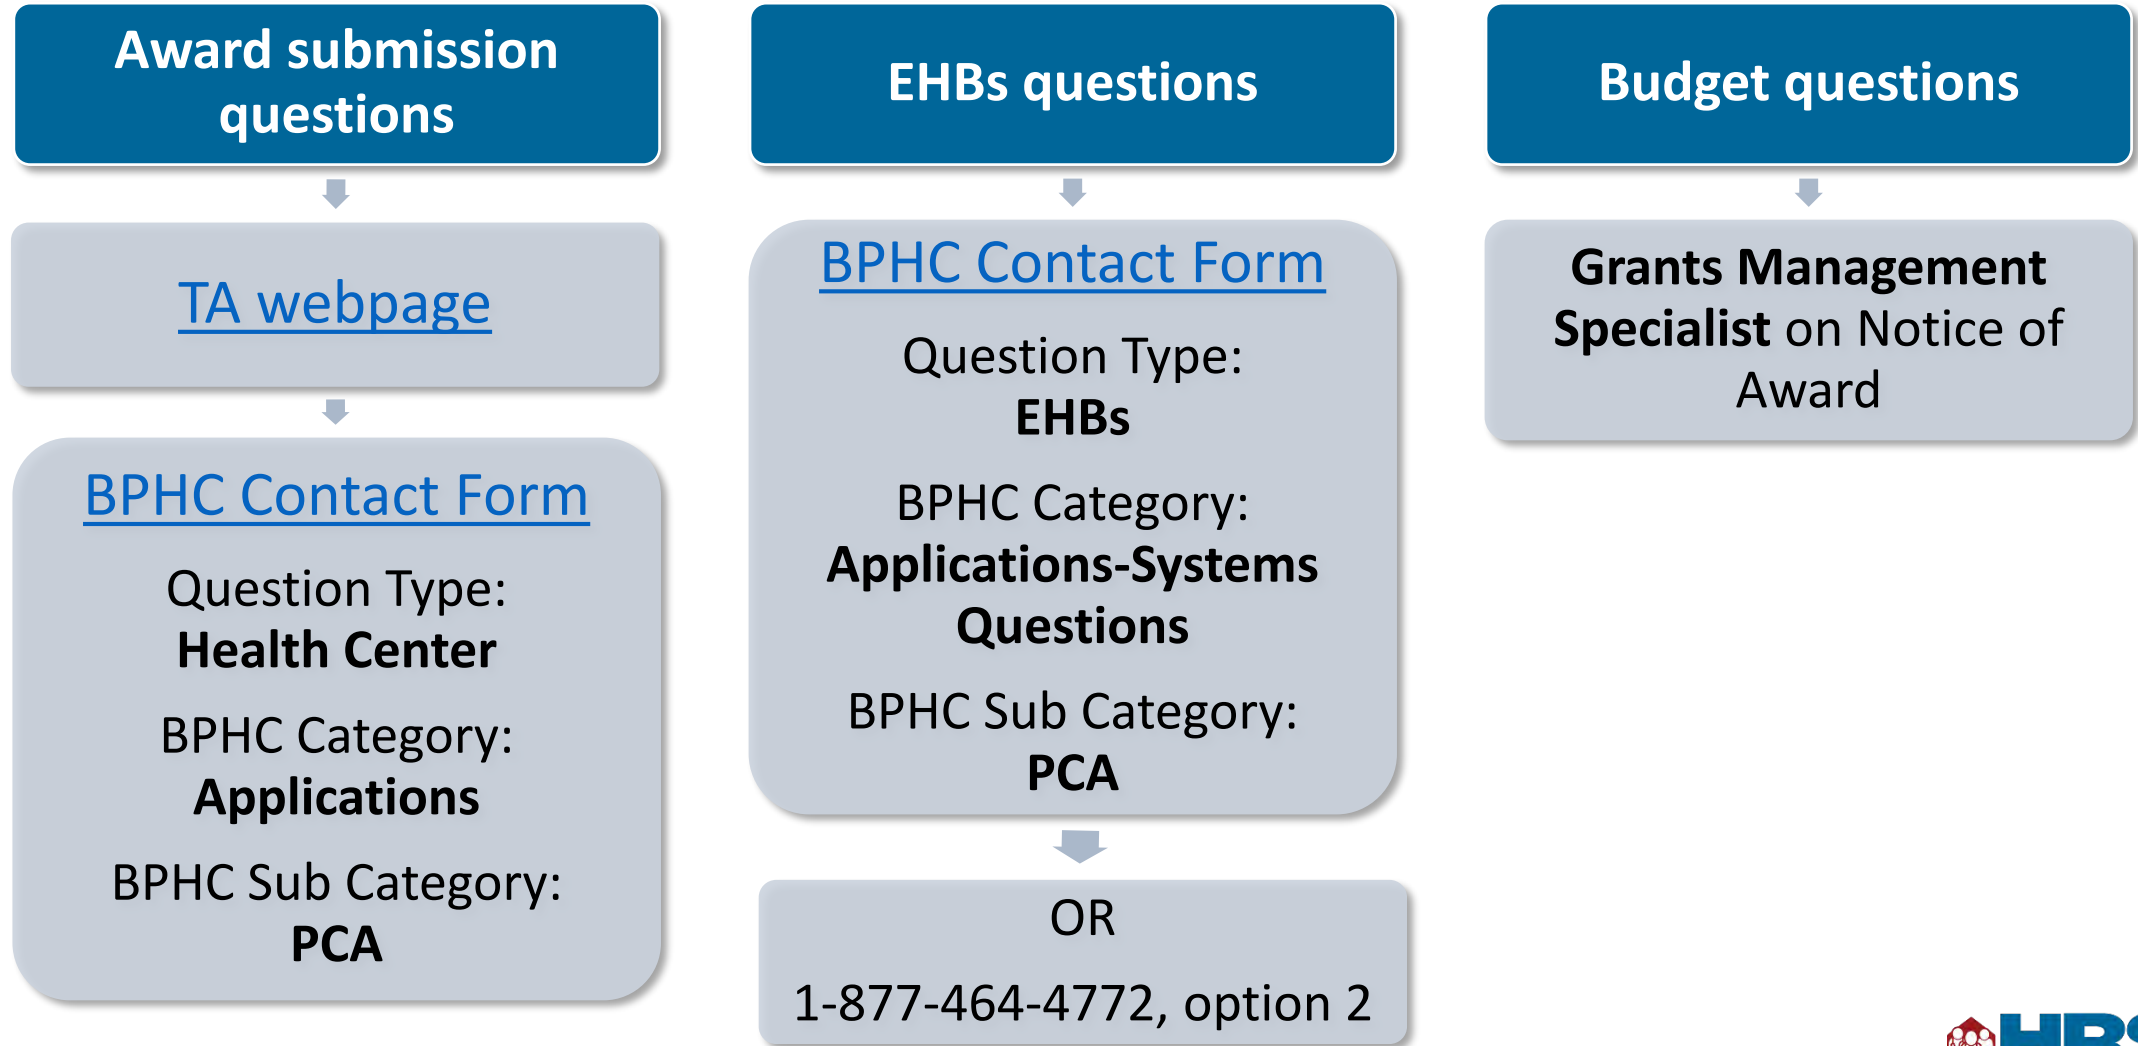 Award submission
questions
TA webpage
BPHC Contact Form
Question Type:
Health Center
BPHC Category:
Applications
BPHC Sub Category:
PCA
EHBs questions
BPHC Contact Form
Question Type:
EHBs
BPHC Category:
Applications-Systems
Questions
BPHC Sub Category:
PCA
OR
1-877-464-4772, option 2
Budget questions
Grants Management
Specialist on Notice of
Award